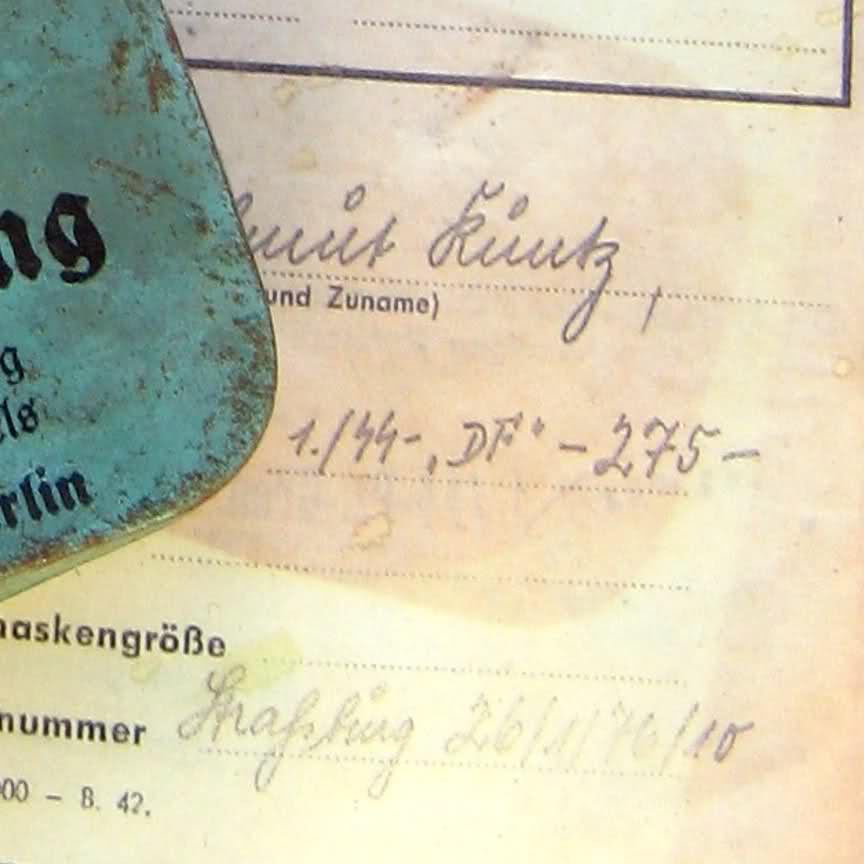 ng
g
ls
rlin
mut Kuntz,
und Zuname)
1./44-„DF“-275-
maskengröße
nummer Straßburg 26/1/76/10
00 – 8. 42.